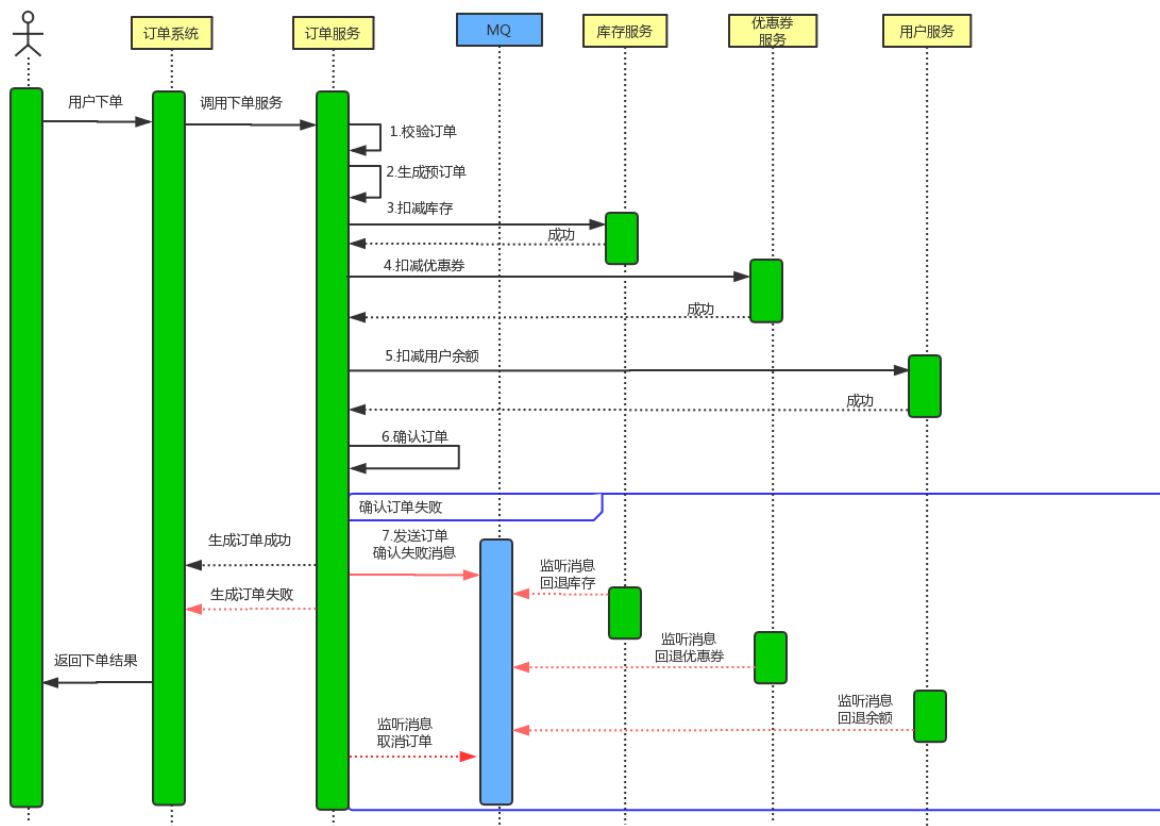 订单系统
订单服务
MQ
库存服务
优惠券
服务
用户服务
用户下单
调用下单服务
1.校验订单
2.生成预订单
3.扣减库存
成功
4.扣减优惠券
成功
5.扣减用户余额
成功
6.确认订单
确认订单失败
生成订单成功
7.发送订单
确认失败消息
监听消息
回退库存
生成订单失败
监听消息
回退优惠券
返回下单结果
监听消息
回退余额
监听消息
取消订单